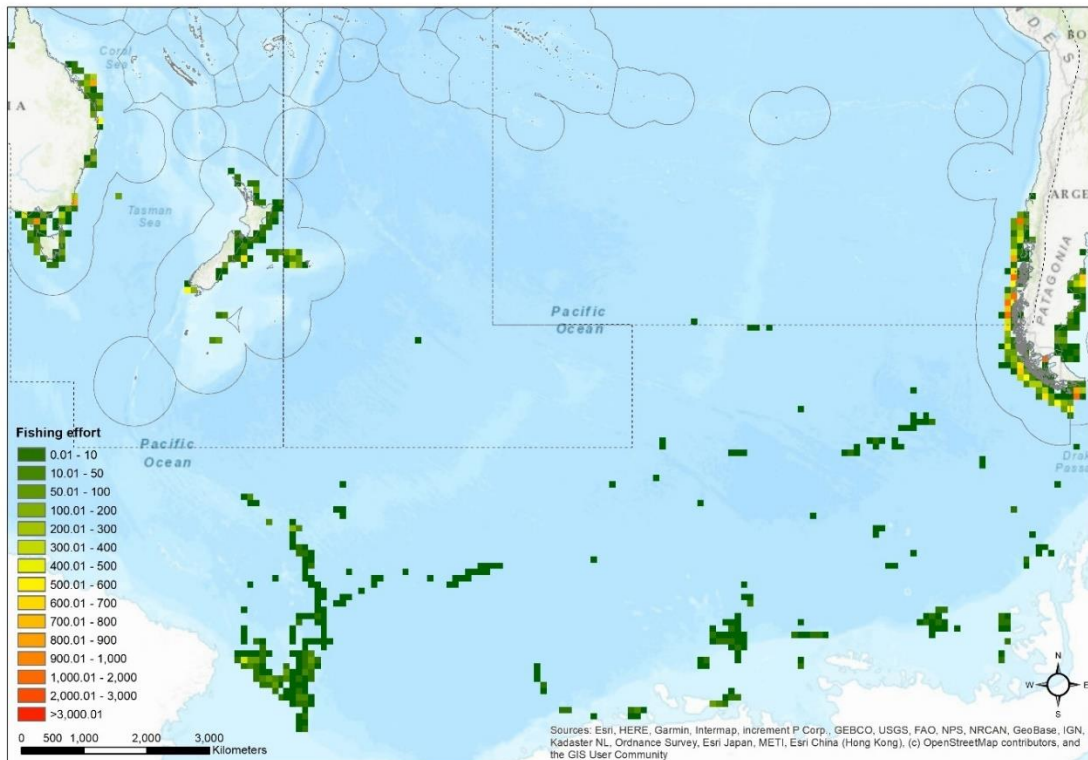 Coral
Sea
IA
Tasman
Sea
NDES
BO
ARGE
PATAGONIA
Pacific
Ocean
Pacific
Ocean
Drak
Passa
Fishing effort
0.01 - 10
10.01 - 50
50.01 - 100
100.01 - 200
200.01 - 300
300.01 - 400
400.01 - 500
500.01 - 600
600.01 - 700
700.01 - 800
800.01 - 900
900.01 - 1,000
1,000.01 - 2,000
2,000.01 - 3,000
>3,000.01
0 500 1,000 2,000 3,000
Kilometers
N
W E
S
Sources: Esri, HERE, Garmin, Intermap, increment P Corp., GEBCO, USGS, FAO, NPS, NRCAN, GeoBase, IGN,
Kadaster NL, Ordnance Survey, Esri Japan, METI, Esri China (Hong Kong), (c) OpenStreetMap contributors, and
the GIS User Community